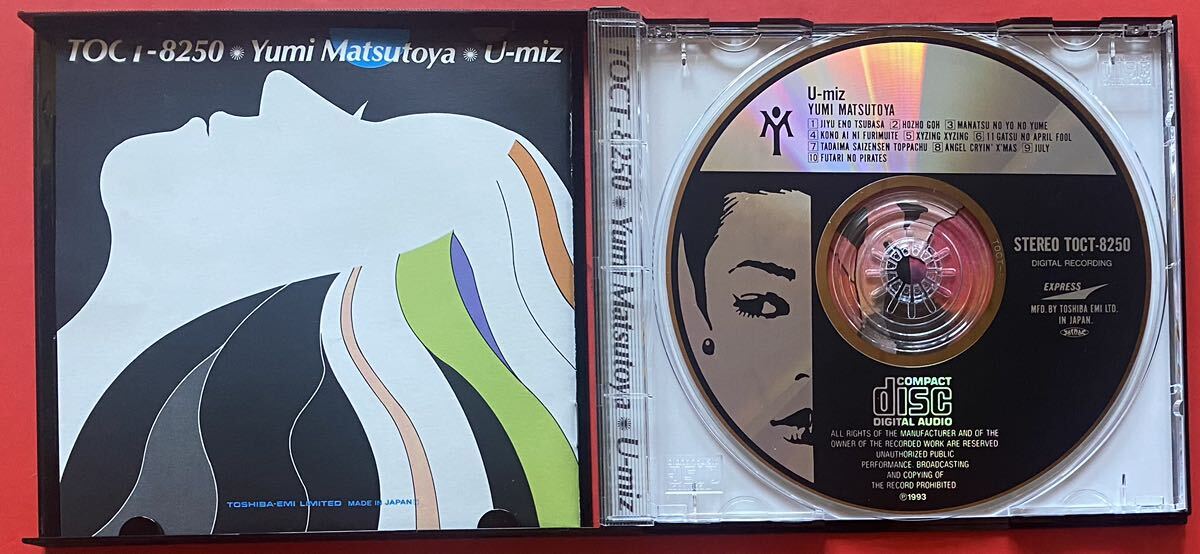 TOCT-8250 ✺ Yumi Matsutoya ✺ U-miz
TOSHIBA-EMI LIMITED MADE IN JAPAN
TOCT-8250 ✺ Yumi Matsutoya ✺ U-miz
U-miz
YUMI MATSUTOYA
1 JIYU ENO TSUBASA 2 HOZHO GOH 3 MANATSU NO YO NO YUME
4 KONO AI NI FURIMUITE 5 XYZING XYZING 6 11GATSU NO APRIL FOOL
7 TADAIMA SAIZENSEN TOPPACHU 8 ANGEL CRYIN' X'MAS 9 JULY
10 FUTARI NO PIRATES
STEREO TOCT-8250
DIGITAL RECORDING
EXPRESS
MFD. BY TOSHIBA EMI LTD.
IN JAPAN.
COMPACT
disc
DIGITAL AUDIO
ALL RIGHTS OF THE MANUFACTURER AND OF THE
OWNER OF THE RECORDED WORK ARE RESERVED
UNAUTHORIZED PUBLIC
PERFORMANCE. BROADCASTING
AND COPYING OF
THE RECORD PROHIBITED
Ⓟ1993